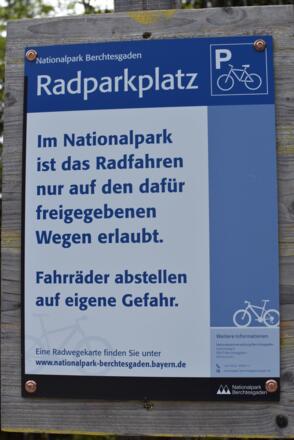 Nationalpark Berchtesgaden
Radparkplatz
P
Im Nationalpark
ist das Radfahren
nur auf den dafür
freigegebenen
Wegen erlaubt.
Fahrräder abstellen
auf eigene Gefahr.
Eine Radwegekarte finden Sie unter
www.nationalpark-berchtesgaden.bayern.de
Weitere Informationen
Nationalpark
Berchtesgaden